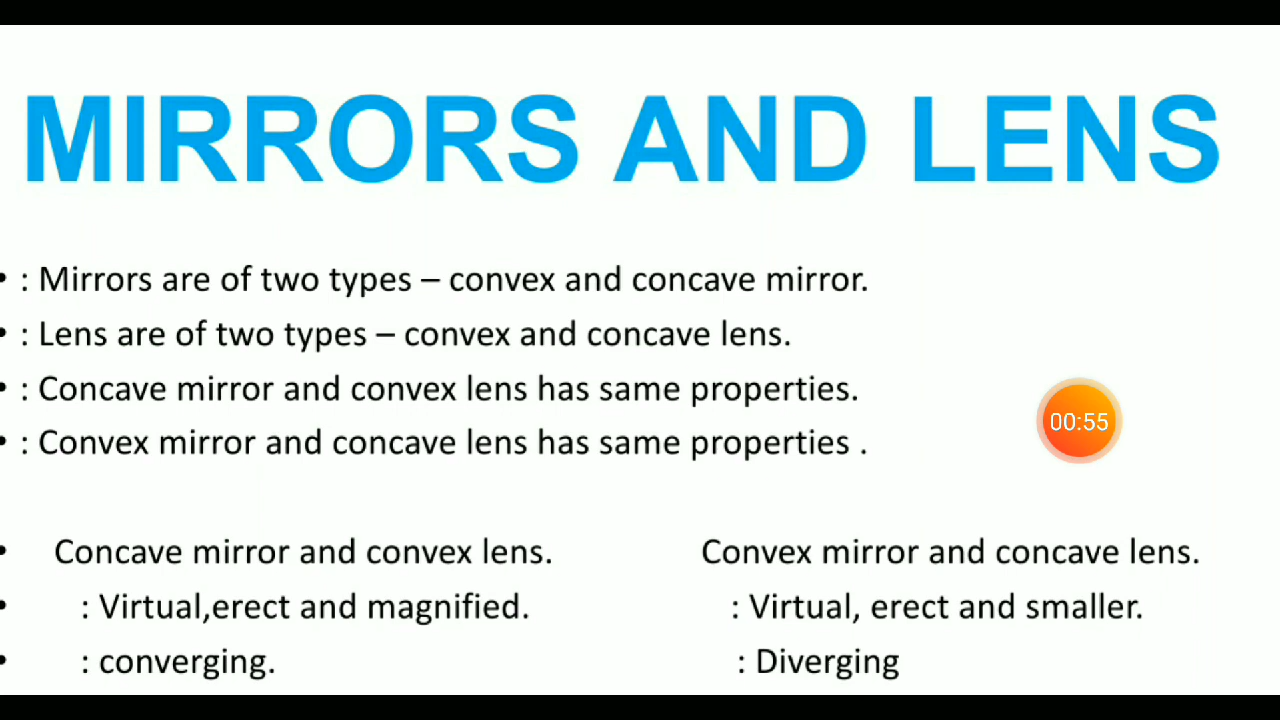 MIRRORS AND LENS
• : Mirrors are of two types – convex and concave mirror.
• : Lens are of two types – convex and concave lens.
• : Concave mirror and convex lens has same properties.
• : Convex mirror and concave lens has same properties .
00:55
• Concave mirror and convex lens. Convex mirror and concave lens.
• : Virtual,erect and magnified. : Virtual, erect and smaller.
• : converging. : Diverging